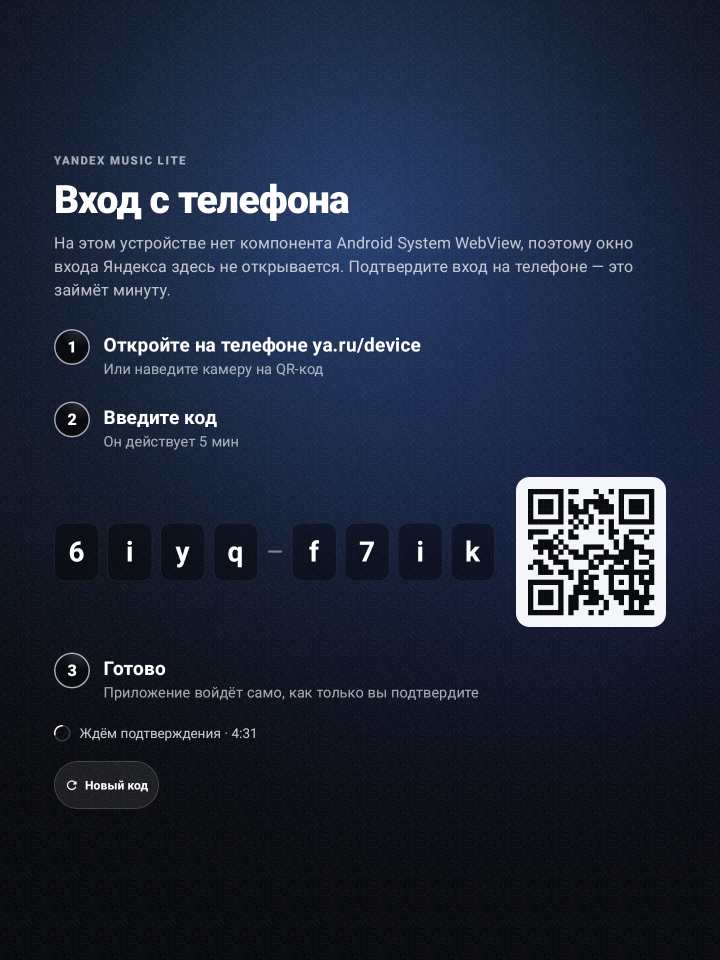 YANDEX MUSIC LITE
Вход с телефона
На этом устройстве нет компонента Android System WebView, поэтому окно
входа Яндекса здесь не открывается. Подтвердите вход на телефоне — это
займёт минуту.
1 Откройте на телефоне ya.ru/device
Или наведите камеру на QR-код
2 Введите код
Он действует 5 мин
6 i y q – f 7 i k
3 Готово
Приложение войдёт само, как только вы подтвердите
Ждём подтверждения · 4:31
Новый код